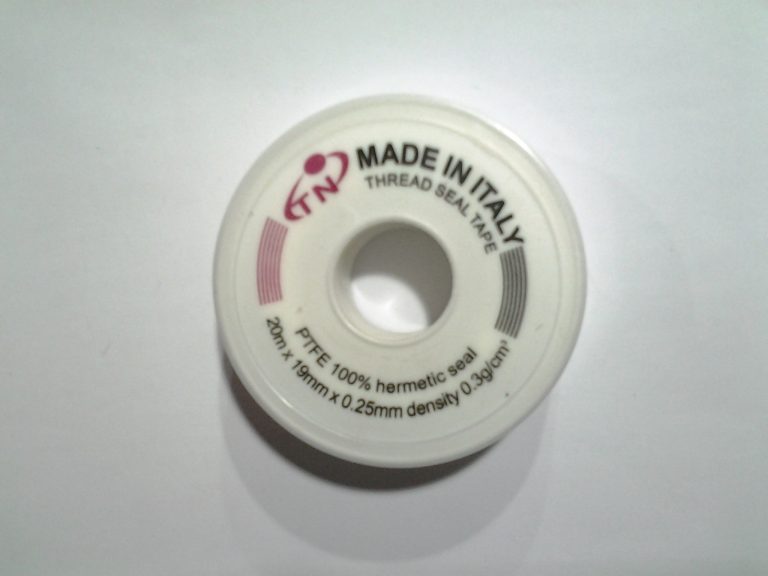 TN
MADE IN ITALY
THREAD SEAL TAPE
PTFE 100% hermetic seal
20m x 19mm x 0.25mm density 0.3g/cm³